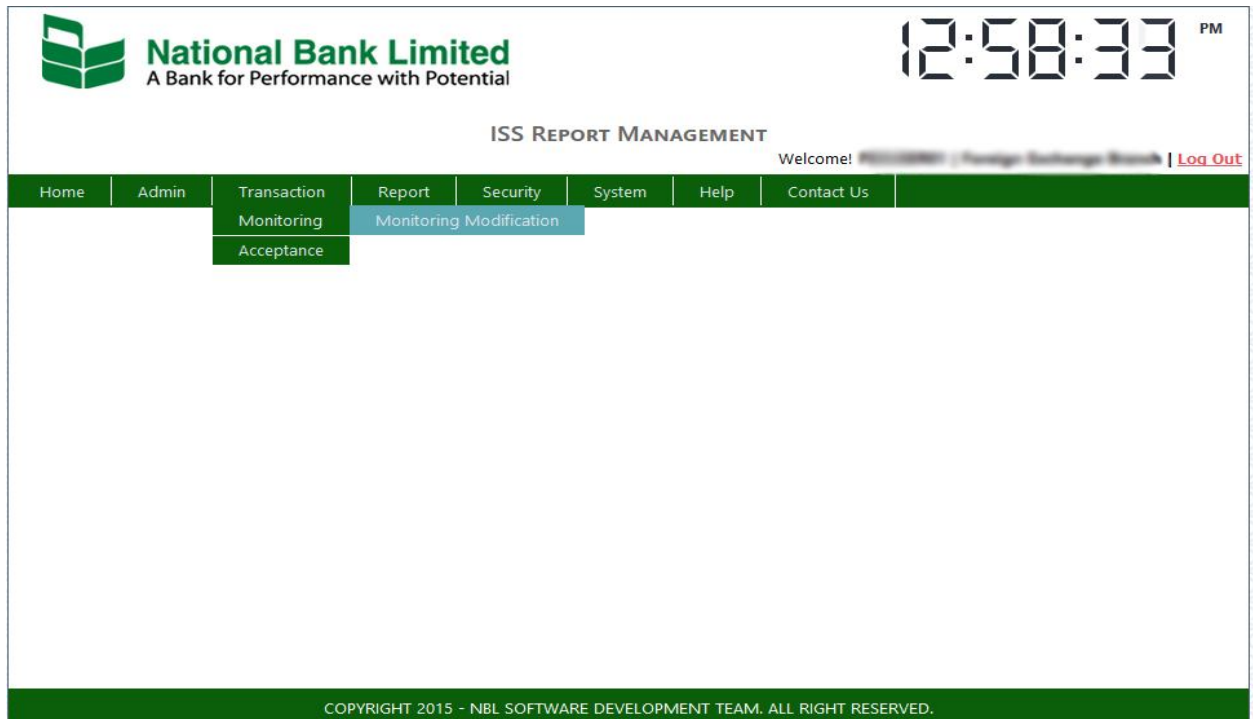 National Bank Limited
A Bank for Performance with Potential
12:58:33 PM
ISS REPORT MANAGEMENT
Welcome! | Log Out
Home Admin Transaction Report Security System Help Contact Us
Monitoring Monitoring Modification
Acceptance
COPYRIGHT 2015 - NBL SOFTWARE DEVELOPMENT TEAM. ALL RIGHT RESERVED.